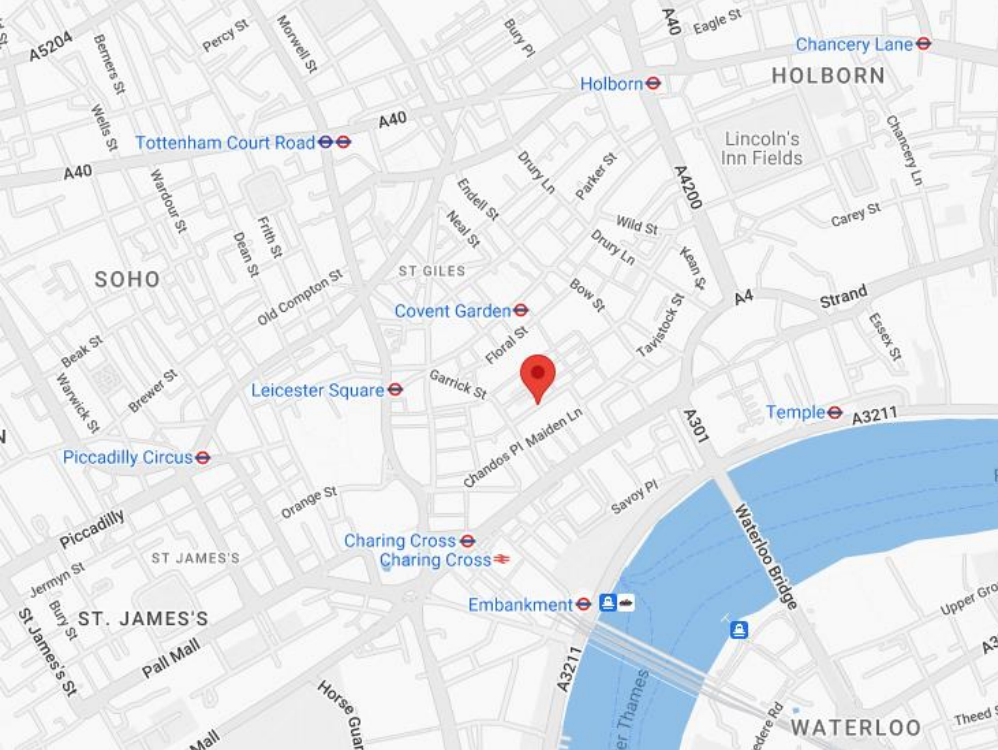 A40
Eagle St
Percy St
Morwell St
Bury Pl
A5204
Berners St
Chancery Lane
HOLBORN
Holborn
Wells St
A40
Tottenham Court Road
Lincoln's
Inn Fields
Chancery Ln
A40
Drury Ln
Parker St
A4200
Wardour St
Endell St
Neal St
Carey St
Wild St
Frith St
Dean St
Drury Ln
Kean St
SOHO
ST GILES
Old Compton St
Bow St
A4
Strand
Covent Garden
Tavistock St
Essex St
Floral St
Beak St
Brewer St
Warwick St
Leicester Square
Garrick St
Temple
A3211
A301
Maiden Ln
Chandos Pl
Piccadilly Circus
Orange St
Savoy Pl
Piccadilly
Waterloo Bridge
Charing Cross
Charing Cross
ST JAMES'S
Jermyn St
Bury St
ST. JAMES'S
St James's St
Embankment
Pall Mall
A3211
Horse
Mall
WATERLOO
Theed
Upper
Thames
Rd